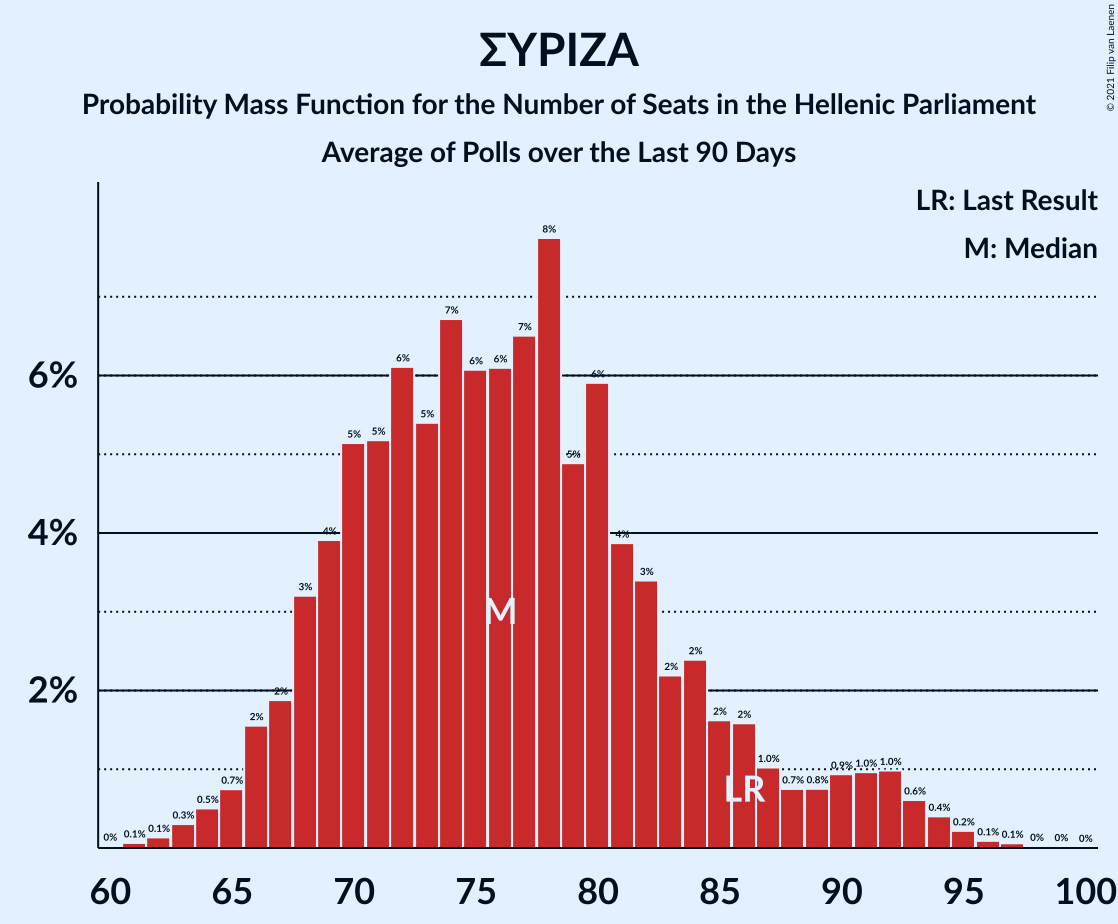 ΣΥΡΙΖΑ
Probability Mass Function for the Number of Seats in the Hellenic Parliament
Average of Polls over the Last 90 Days
© 2021 Filip van Laenen
LR: Last Result
M: Median
6%
4%
2%
0% 0.1% 0.1% 0.3% 0.5% 0.7% 2% 2% 3% 4% 5% 5% 6% 5% 7% 6% 6% 7% 8% 5% 6% 4% 3% 2% 2% 2% 2% 1.0% 0.7% 0.8% 0.9% 1.0% 1.0% 0.6% 0.4% 0.2% 0.1% 0.1% 0% 0% 0%
M
LR
60 65 70 75 80 85 90 95 100